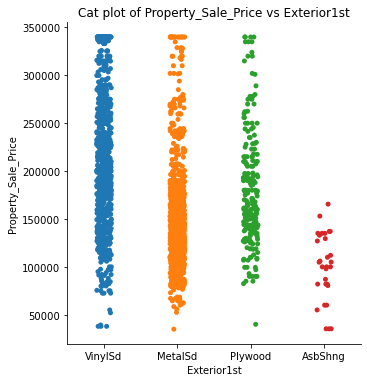 Cat plot of Property_Sale_Price vs Exterior1st
350000
300000
250000
200000
150000
100000
50000
Property_Sale_Price
VinylSd MetalSd Plywood AsbShng
Exterior1st